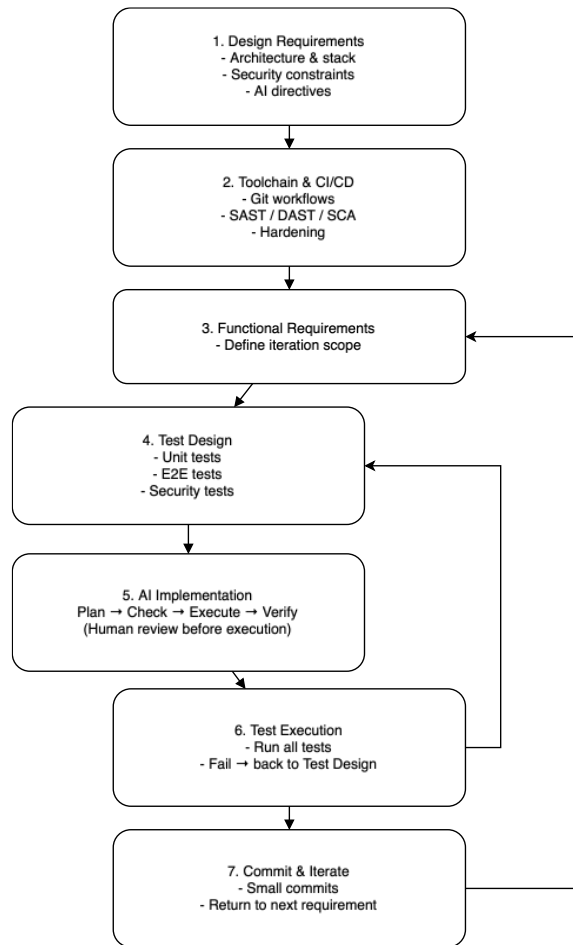 1. Design Requirements
- Architecture & stack
- Security constraints
- AI directives
2. Toolchain & CI/CD
- Git workflows
- SAST / DAST / SCA
- Hardening
3. Functional Requirements
- Define iteration scope
4. Test Design
- Unit tests
- E2E tests
- Security tests
5. AI Implementation
Plan → Check → Execute → Verify
(Human review before execution)
6. Test Execution
- Run all tests
- Fail → back to Test Design
7. Commit & Iterate
- Small commits
- Return to next requirement